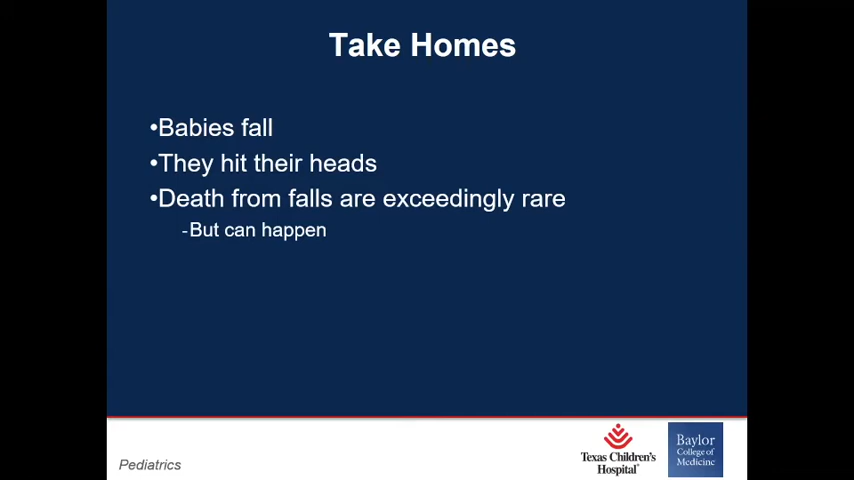 Take Homes
•Babies fall
•They hit their heads
•Death from falls are exceedingly rare
-But can happen
Pediatrics
Texas Children's
Hospital
Baylor
College of
Medicine